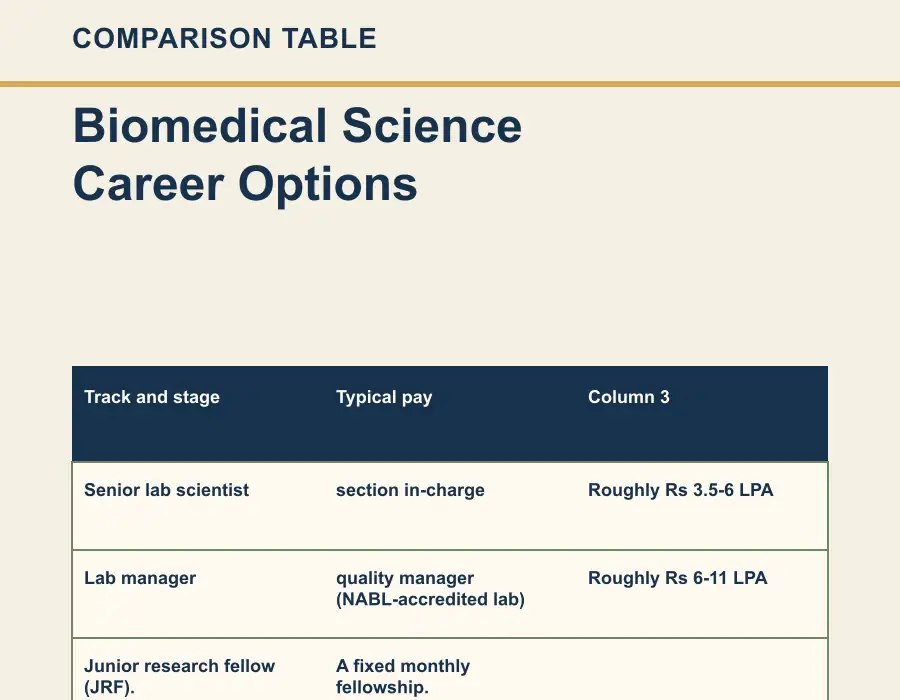 COMPARISON TABLE
Biomedical Science
Career Options
Track and stage Typical pay Column 3
Senior lab scientist section in-charge Roughly Rs 3.5-6 LPA
Lab manager quality manager Roughly Rs 6-11 LPA
(NABL-accredited lab)
Junior research fellow A fixed monthly
(JRF). fellowship.